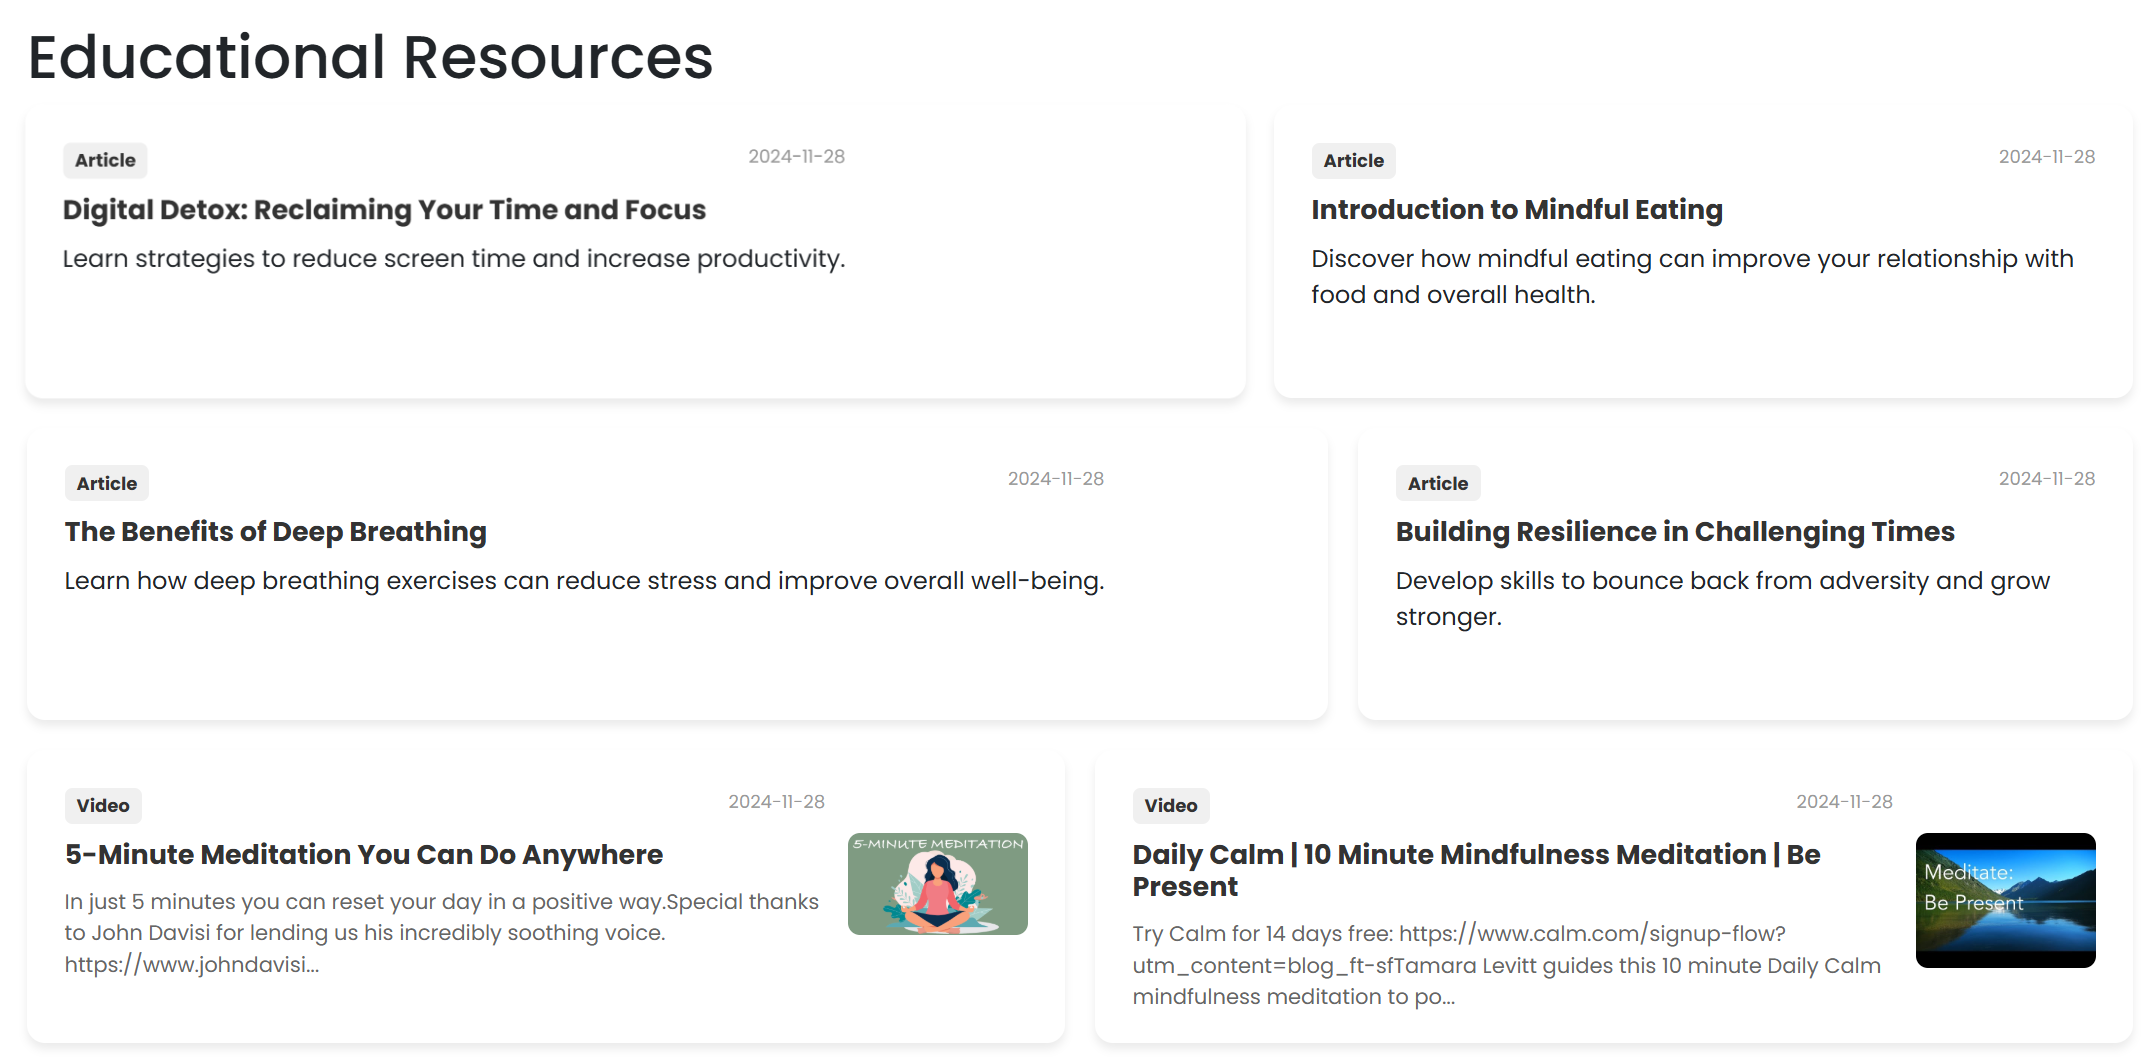 Educational Resources
Article
2024-11-28
Digital Detox: Reclaiming Your Time and Focus
Learn strategies to reduce screen time and increase productivity.
Article
2024-11-28
Introduction to Mindful Eating
Discover how mindful eating can improve your relationship with
food and overall health.
Article
2024-11-28
The Benefits of Deep Breathing
Learn how deep breathing exercises can reduce stress and improve overall well-being.
Article
2024-11-28
Building Resilience in Challenging Times
Develop skills to bounce back from adversity and grow
stronger.
Video
2024-11-28
5-Minute Meditation You Can Do Anywhere
In just 5 minutes you can reset your day in a positive way.Special thanks
to John Davisi for lending us his incredibly soothing voice.
https://www.johndavisi...
5-MINUTE MEDITATION
Video
2024-11-28
Daily Calm | 10 Minute Mindfulness Meditation | Be
Present
Try Calm for 14 days free: https://www.calm.com/signup-flow?
utm_content=blog_ft-sfTamara Levitt guides this 10 minute Daily Calm
mindfulness meditation to po...
Meditate:
Be Present